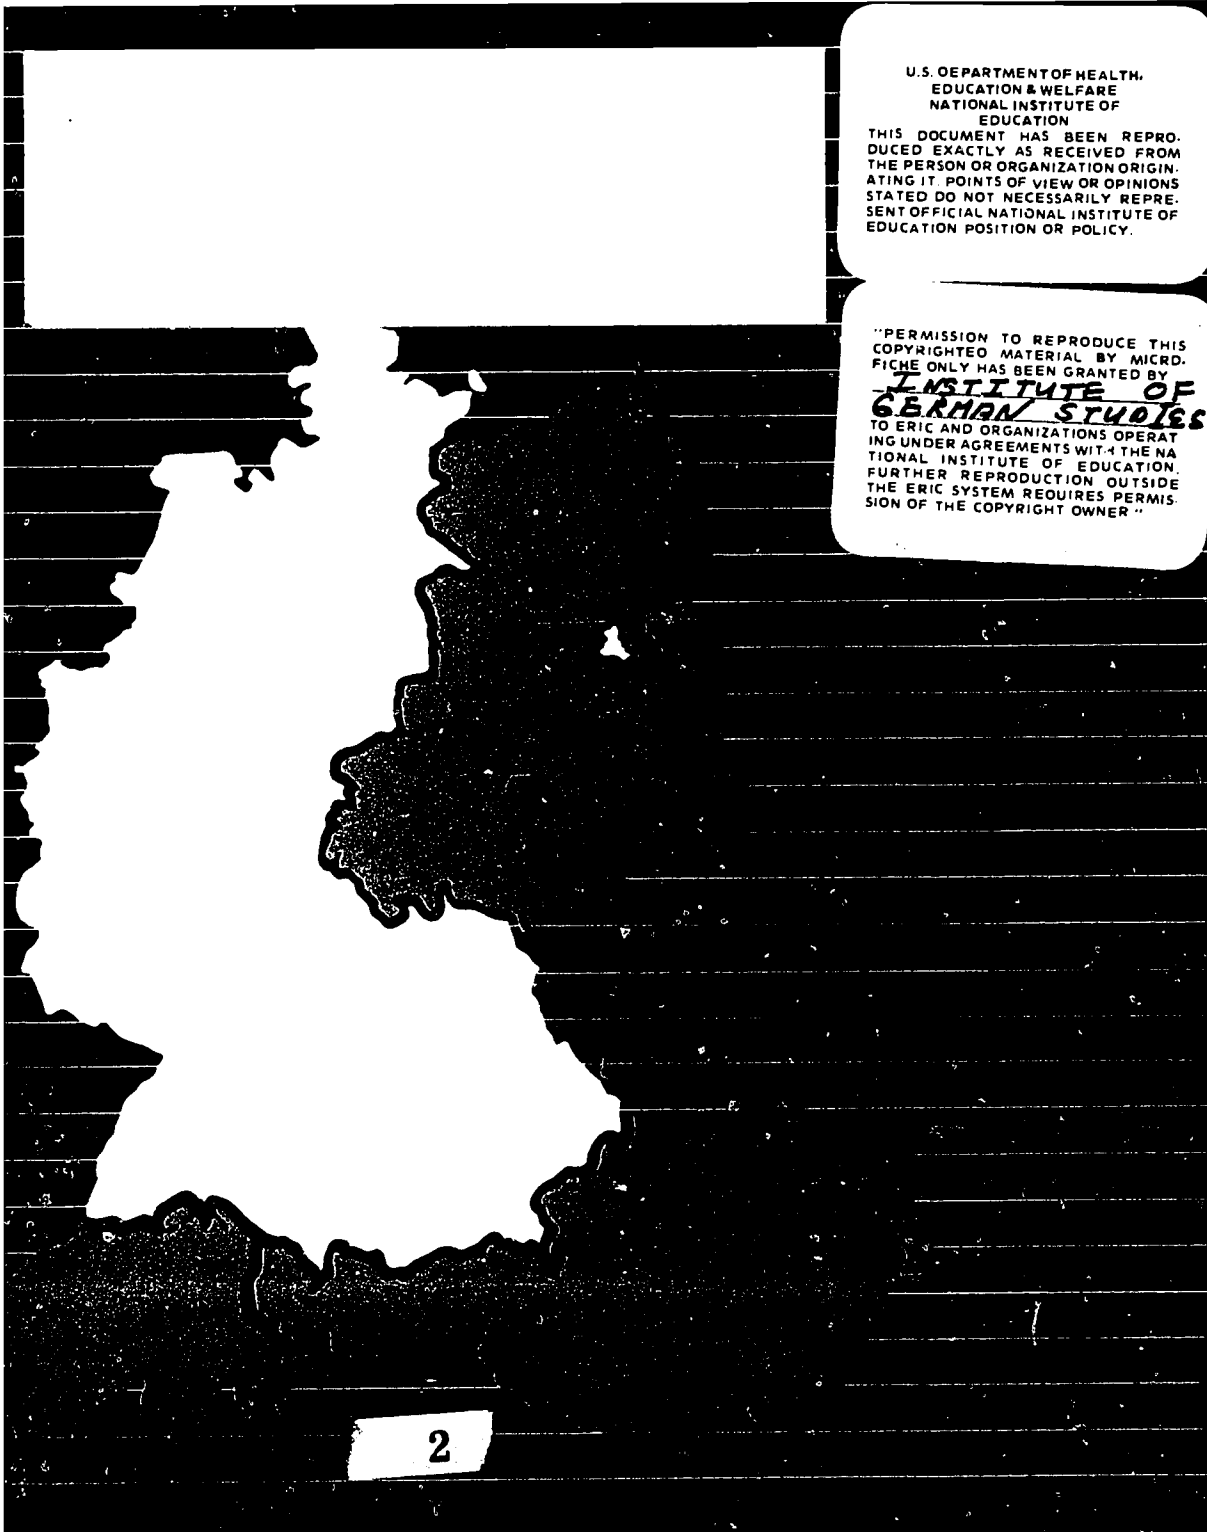 U.S. DEPARTMENT OF HEALTH,
EDUCATION & WELFARE
NATIONAL INSTITUTE OF
EDUCATION
THIS DOCUMENT HAS BEEN REPRO-
DUCED EXACTLY AS RECEIVED FROM
THE PERSON OR ORGANIZATION ORIGIN-
ATING IT. POINTS OF VIEW OR OPINIONS
STATED DO NOT NECESSARILY REPRE-
SENT OFFICIAL NATIONAL INSTITUTE OF
EDUCATION POSITION OR POLICY.
"PERMISSION TO REPRODUCE THIS
COPYRIGHTED MATERIAL BY MICRO-
FICHE ONLY HAS BEEN GRANTED BY
INSTITUTE OF
GERMAN STUDIES
TO ERIC AND ORGANIZATIONS OPERAT
ING UNDER AGREEMENTS WITH THE NA
TIONAL INSTITUTE OF EDUCATION.
FURTHER REPRODUCTION OUTSIDE
THE ERIC SYSTEM REQUIRES PERMIS-
SION OF THE COPYRIGHT OWNER"
2